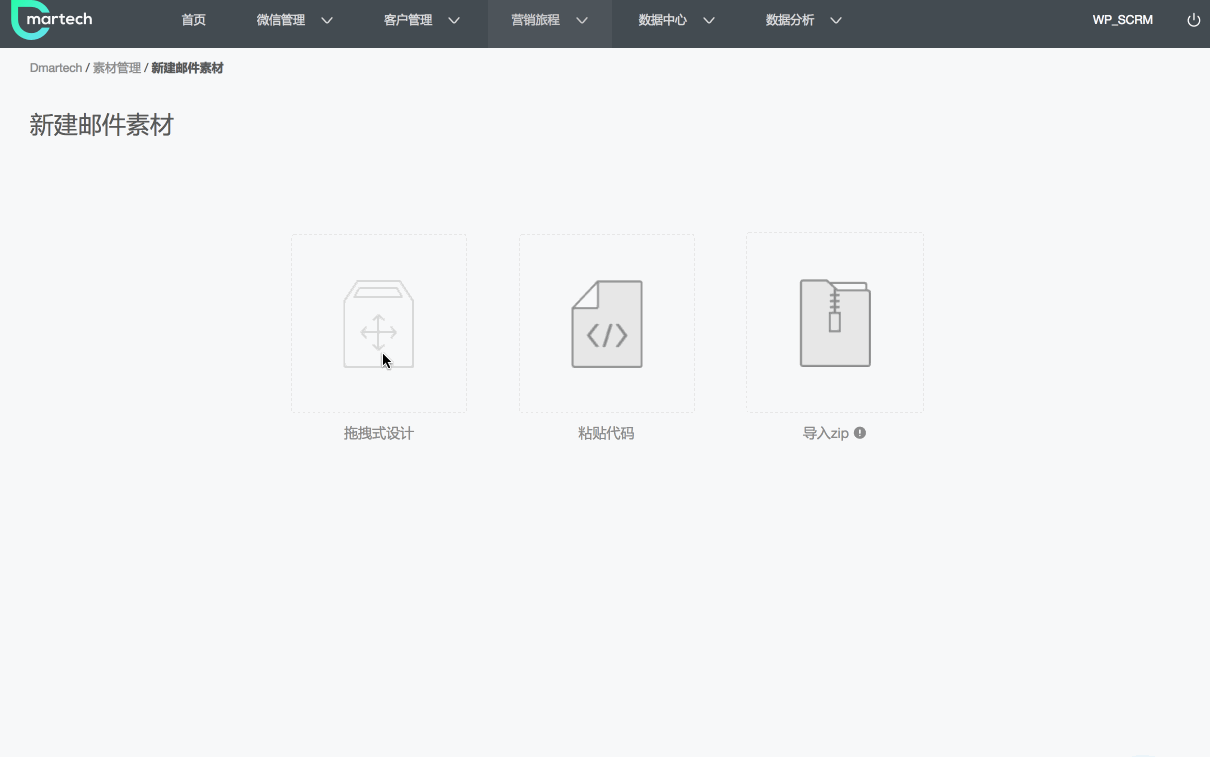 martech 首页 微信管理 客户管理 营销旅程 数据中心 数据分析 WP_SCRM
Dmartech / 素材管理 / 新建邮件素材
新建邮件素材
</>
拖拽式设计 粘贴代码 导入zip